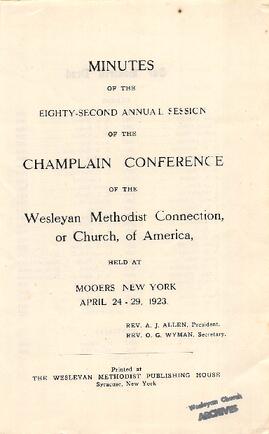 MINUTES
OF THE
EIGHTY-SECOND ANNUAL SESSION
OF THE
CHAMPLAIN CONFERENCE
OF THE
Wesleyan Methodist Connection,
or Church, of America,
HELD AT
MOOERS NEW YORK
APRIL 24 - 29, 1923.
REV. A. J. ALLEN, President.
REV. O. G. WYMAN, Secretary.
Printed at
THE WESLEYAN METHODIST PUBLISHING HOUSE
Syracuse, New York
Wesleyan Church
ARCHIVES